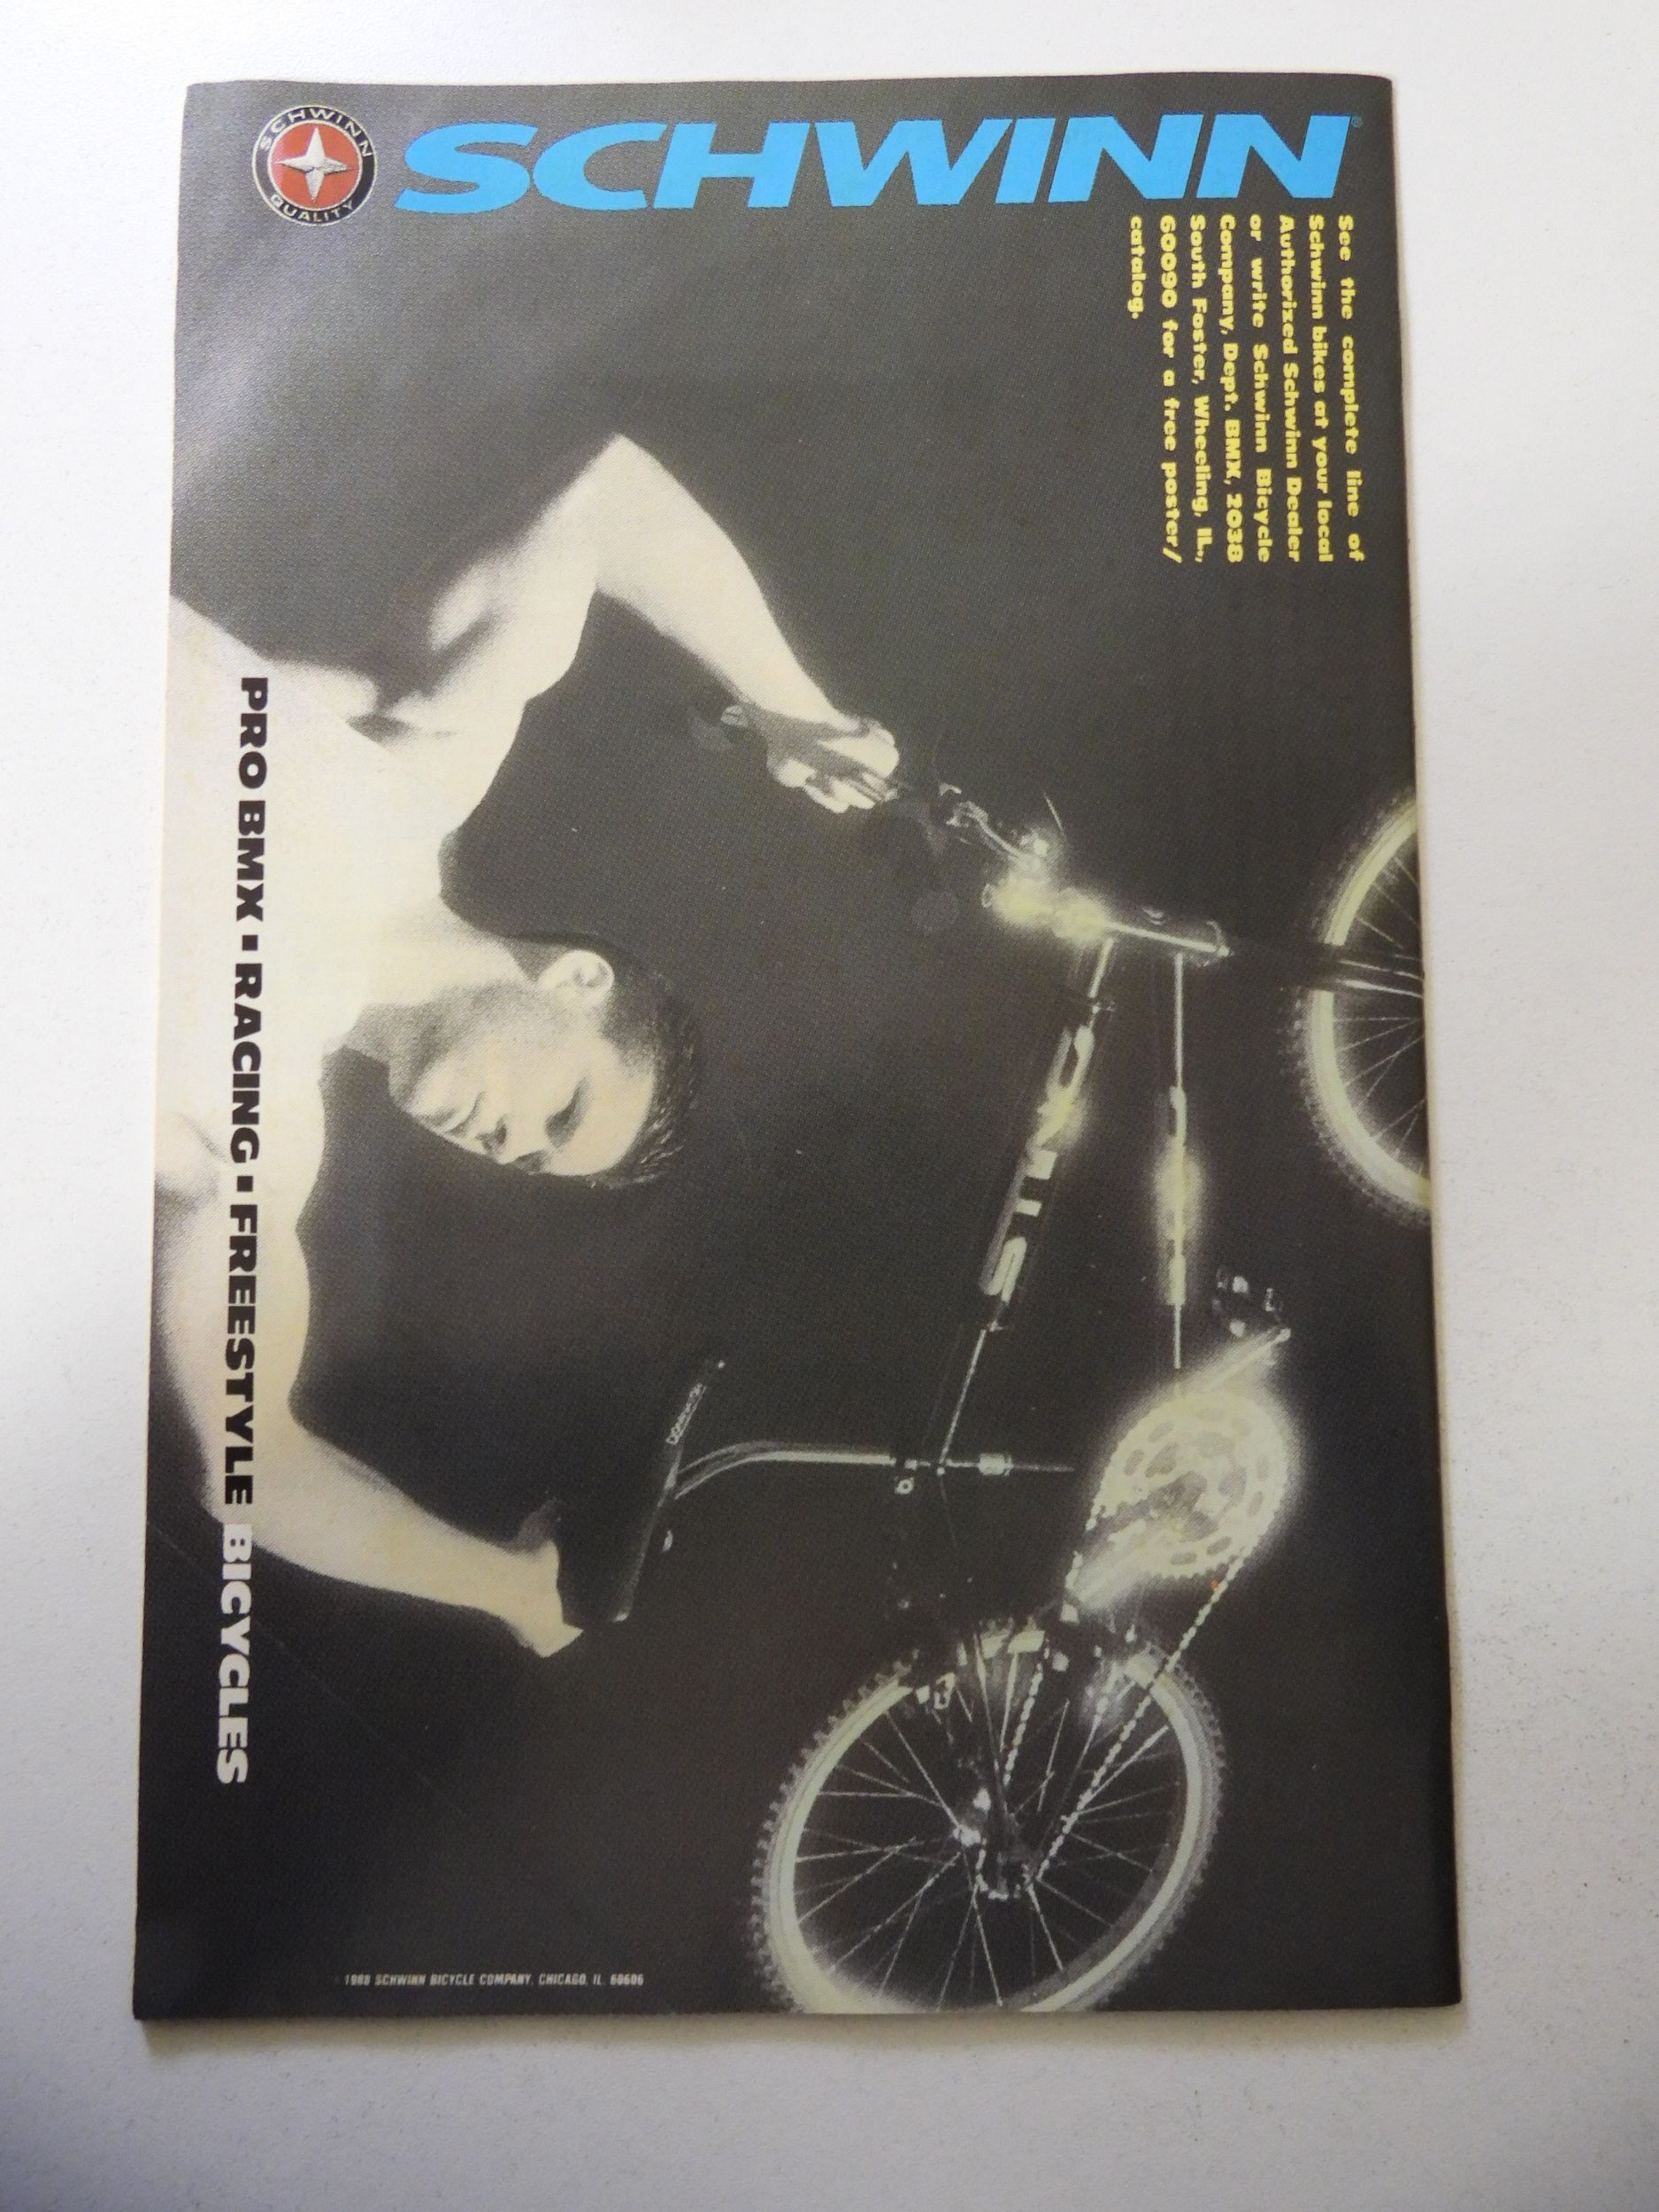 SCHWINN QUALITY
SCHWINN®
See the complete line of
Schwinn bikes at your local
Authorized Schwinn Dealer
or write Schwinn Bicycle
Company, Dept. BMX, 2038
South Foster, Wheeling, IL,
60090 for a free poster/
catalog.
PRO BMX ▪ RACING ▪ FREESTYLE BICYCLES
STING
1988 SCHWINN BICYCLE COMPANY, CHICAGO, IL. 60606